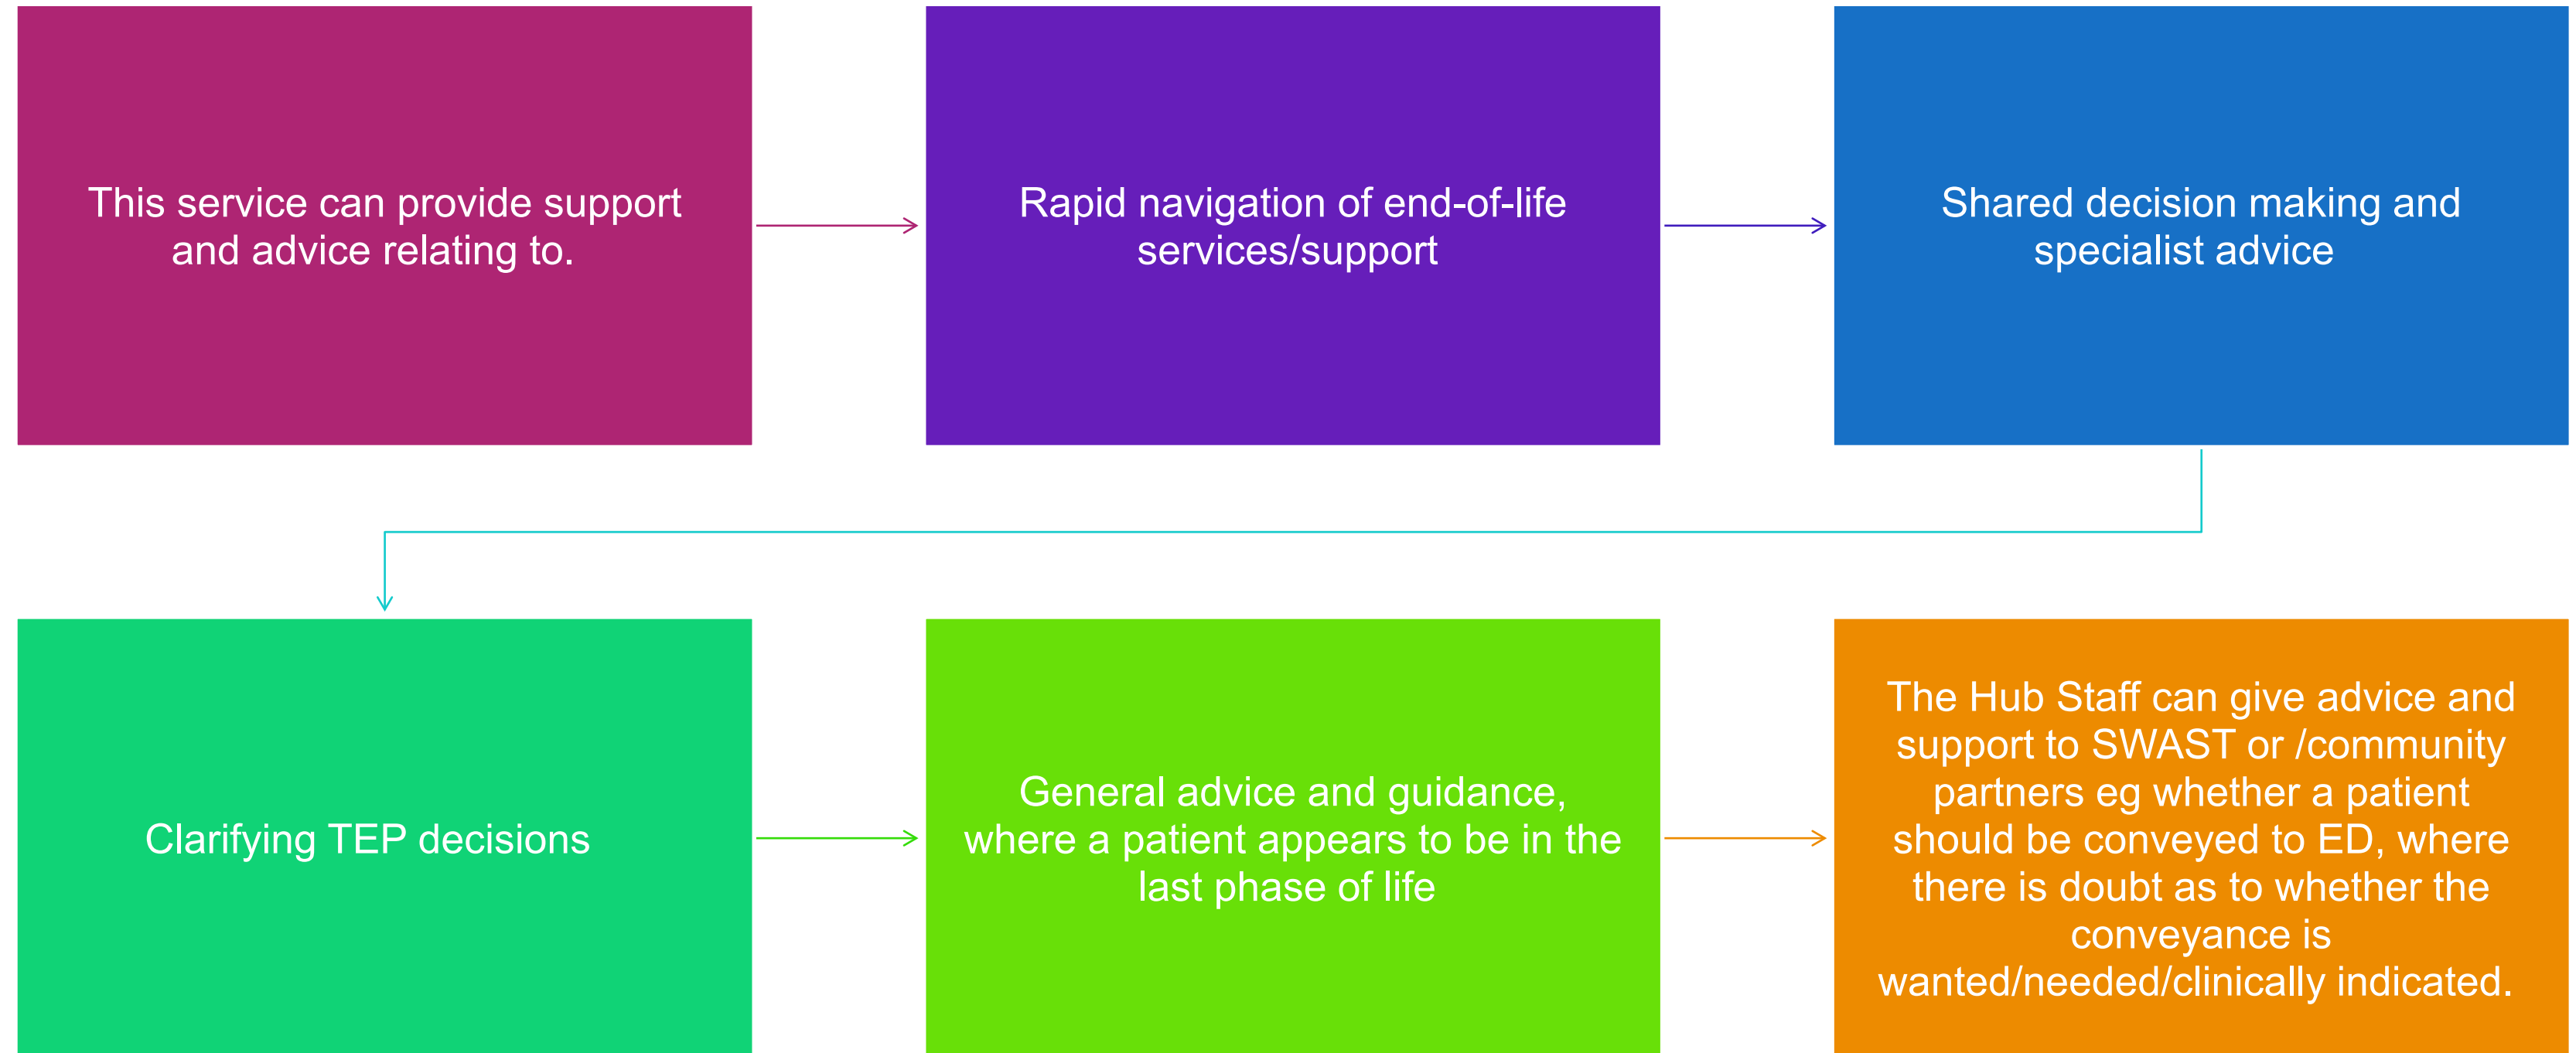 This service can provide support
and advice relating to.
Rapid navigation of end-of-life
services/support
Shared decision making and
specialist advice
Clarifying TEP decisions
General advice and guidance,
where a patient appears to be in the
last phase of life
The Hub Staff can give advice and
support to SWAST or /community
partners eg whether a patient
should be conveyed to ED, where
there is doubt as to whether the
conveyance is
wanted/needed/clinically indicated.